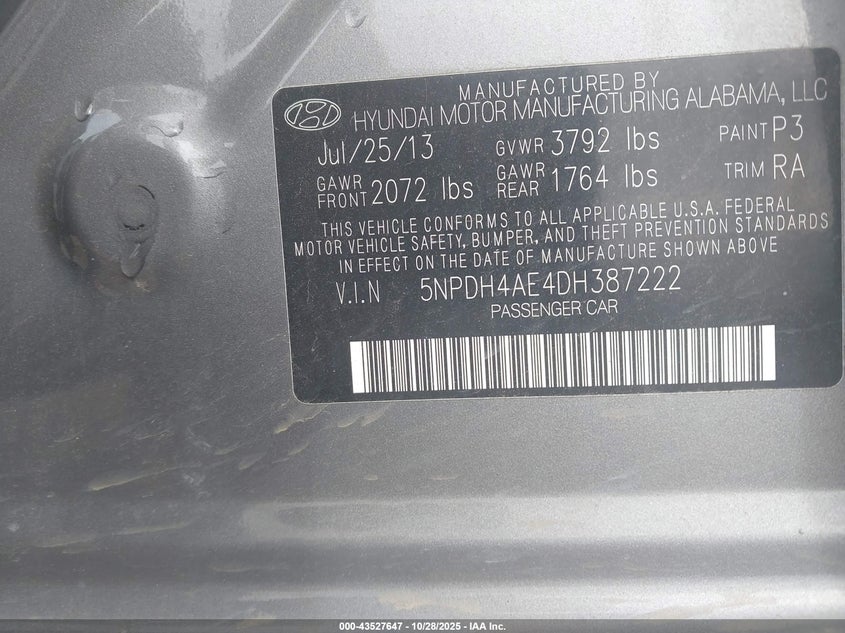 MANUFACTURED BY
HYUNDAI MOTOR MANUFACTURING ALABAMA, LLC
Jul/25/13 GVWR 3792 lbs PAINT P3
GAWR FRONT 2072 lbs GAWR REAR 1764 lbs TRIM RA
THIS VEHICLE CONFORMS TO ALL APPLICABLE U.S.A. FEDERAL
MOTOR VEHICLE SAFETY, BUMPER, AND THEFT PREVENTION STANDARDS
IN EFFECT ON THE DATE OF MANUFACTURE SHOWN ABOVE
V.I.N 5NPDH4AE4DH387222
PASSENGER CAR
000-43527647 - 10/28/2025 - IAA Inc.